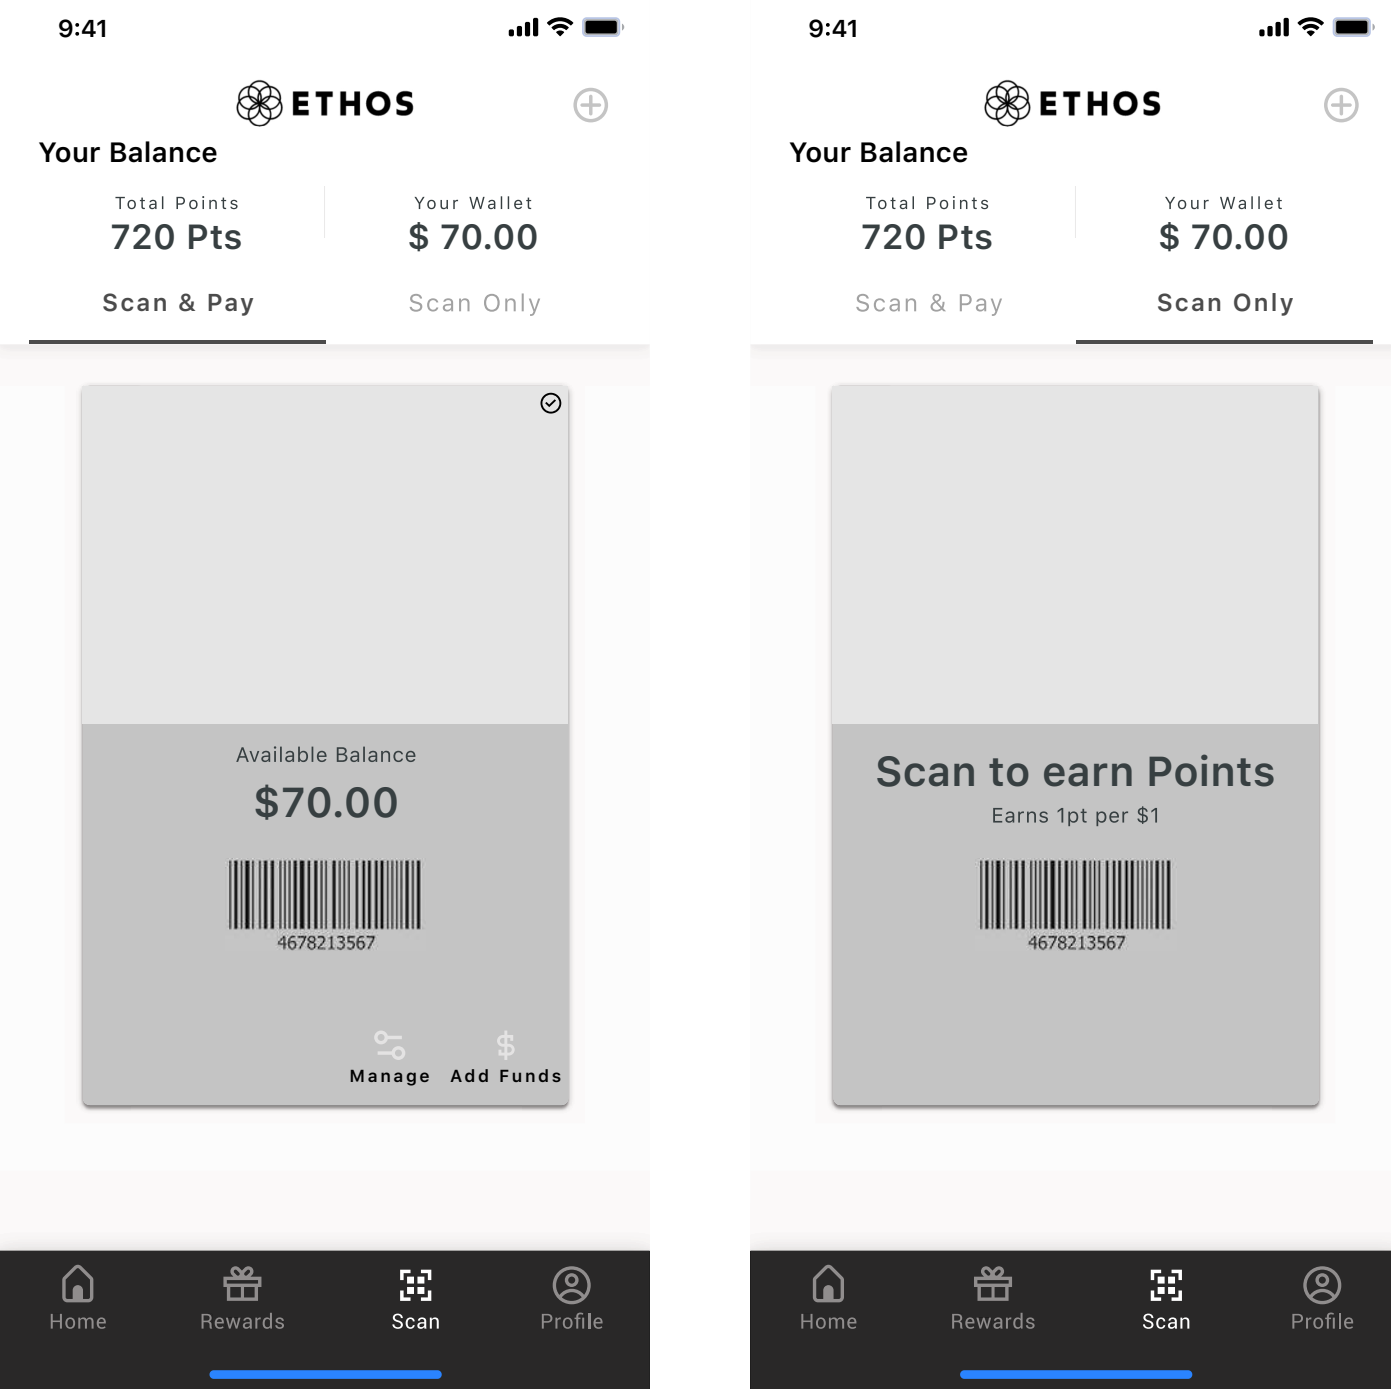 9:41
ETHOS
Your Balance
Total Points
Your Wallet
720 Pts
$ 70.00
Scan & Pay
Scan Only
Available Balance
$70.00
4678213567
Manage
Add Funds
Home
Rewards
Scan
Profile
9:41
ETHOS
Your Balance
Total Points
Your Wallet
720 Pts
$ 70.00
Scan & Pay
Scan Only
Scan to earn Points
Earns 1pt per $1
4678213567
Home
Rewards
Scan
Profile